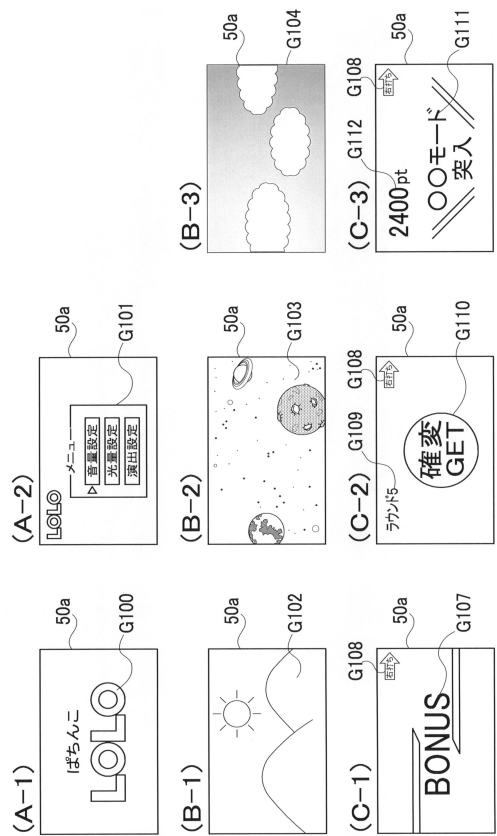 (A-1)
50a
ぱちんこ
LOLO
G100
(A-2)
50a
LOLO
メニュー
▷音量設定
光量設定
演出設定
G101
(B-1)
50a
G102
(B-2)
50a
G103
(B-3)
50a
G104
(C-1)
G108
50a
右打ち
BONUS
G107
(C-2)
G109
G108
50a
ラウンド5
右打ち
確変
GET
G110
(C-3)
G112
G108
50a
2400pt
右打ち
〇〇モード
突入
G111